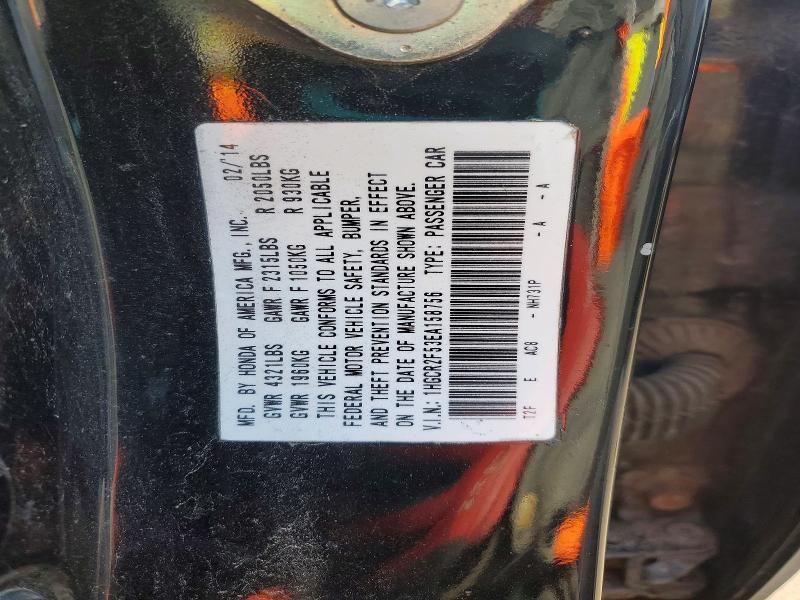 MFD. BY HONDA OF AMERICA MFG., INC. 02/14
GVWR 4321LBS GAWR F 2315LBS R 2050LBS
GVWR 1960KG GAWR F 1050KG R 930KG
THIS VEHICLE CONFORMS TO ALL APPLICABLE
FEDERAL MOTOR VEHICLE SAFETY, BUMPER,
AND THEFT PREVENTION STANDARDS IN EFFECT
ON THE DATE OF MANUFACTURE SHOWN ABOVE.
V.I.N.: 1HGCR2F53EA158756 TYPE: PASSENGER CAR
T2F E AC8 - NH731P - A - A